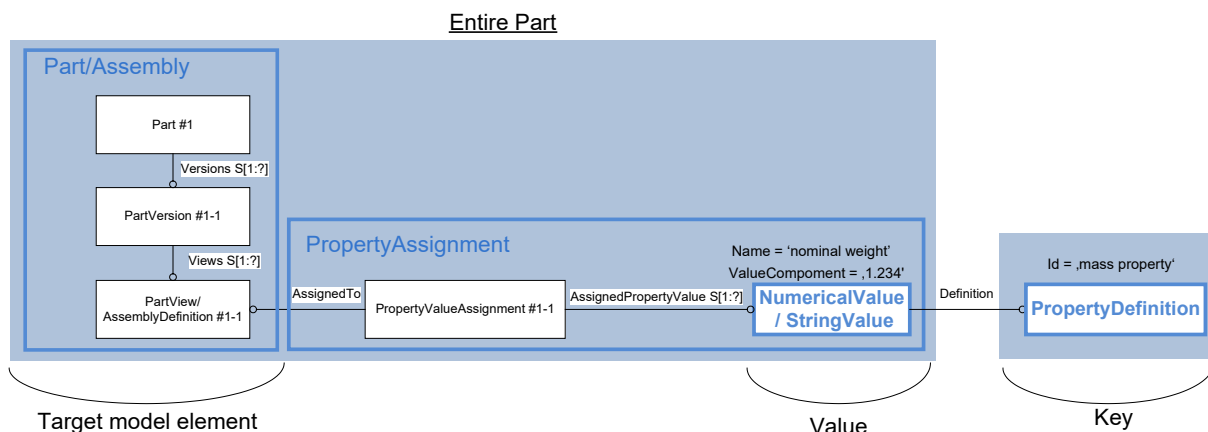 Entire Part
Part/Assembly
Part #1
Versions S[1:?]
PartVersion #1-1
Views S[1:?]
PartView/
AssemblyDefinition #1-1
PropertyAssignment
AssignedTo
PropertyValueAssignment #1-1
AssignedPropertyValue S[1:?]
Name = ‘nominal weight’
ValueCompoment = ‚1.234'
NumericalValue
/ StringValue
Definition
Id = ‚mass property‘
PropertyDefinition
Target model element
Value
Key